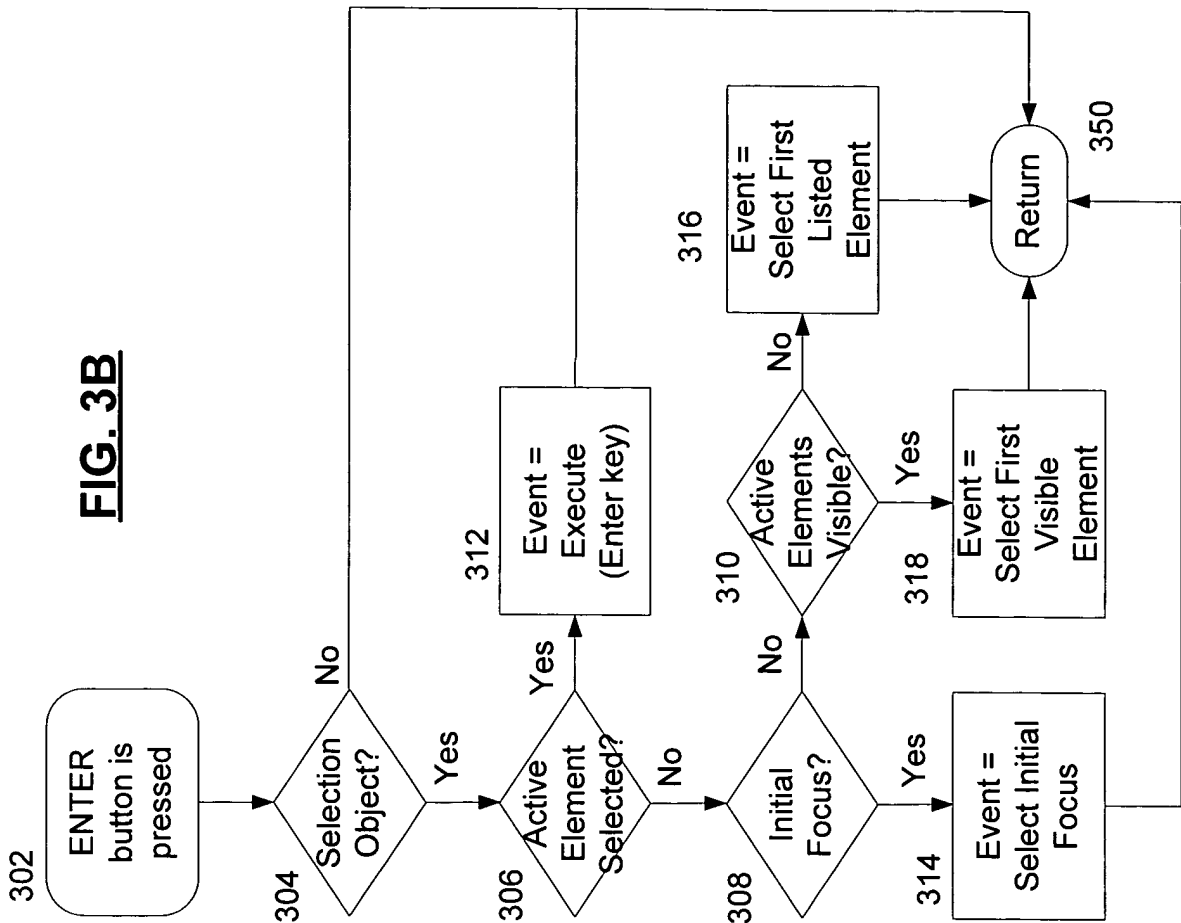 FIG. 3B
302
ENTER
button is
pressed
304
Selection
Object?
No
Yes
306
Active
Element
Selected?
Yes
312
Event =
Execute
(Enter key)
No
308
Initial
Focus?
No
310
Active
Elements
Visible?
No
316
Event =
Select First
Listed
Element
Yes
314
Event =
Select Initial
Focus
Yes
318
Event =
Select First
Visible
Element
Return
350